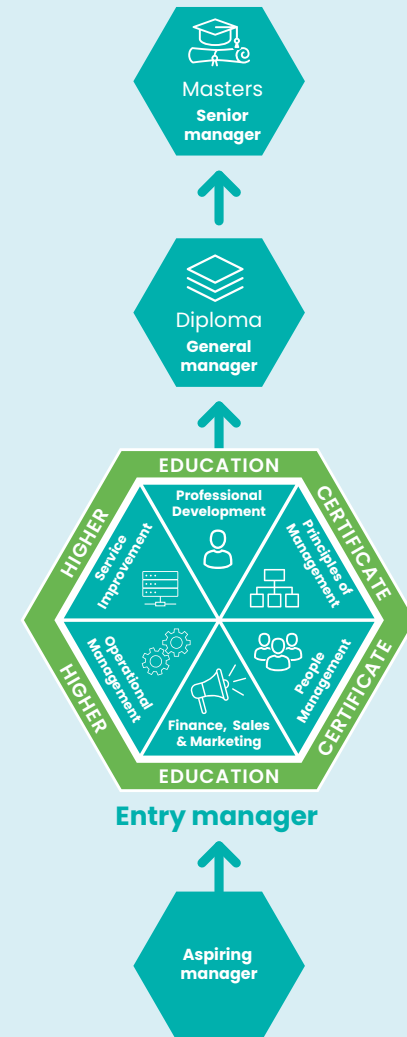 Masters
Senior
manager
Diploma
General
manager
HIGHER
EDUCATION
CERTIFICATE
Professional
Development
Service
Improvement
Principles of
Management
Operational
Management
People
Management
Finance, Sales
& Marketing
HIGHER
EDUCATION
CERTIFICATE
Entry manager
Aspiring
manager